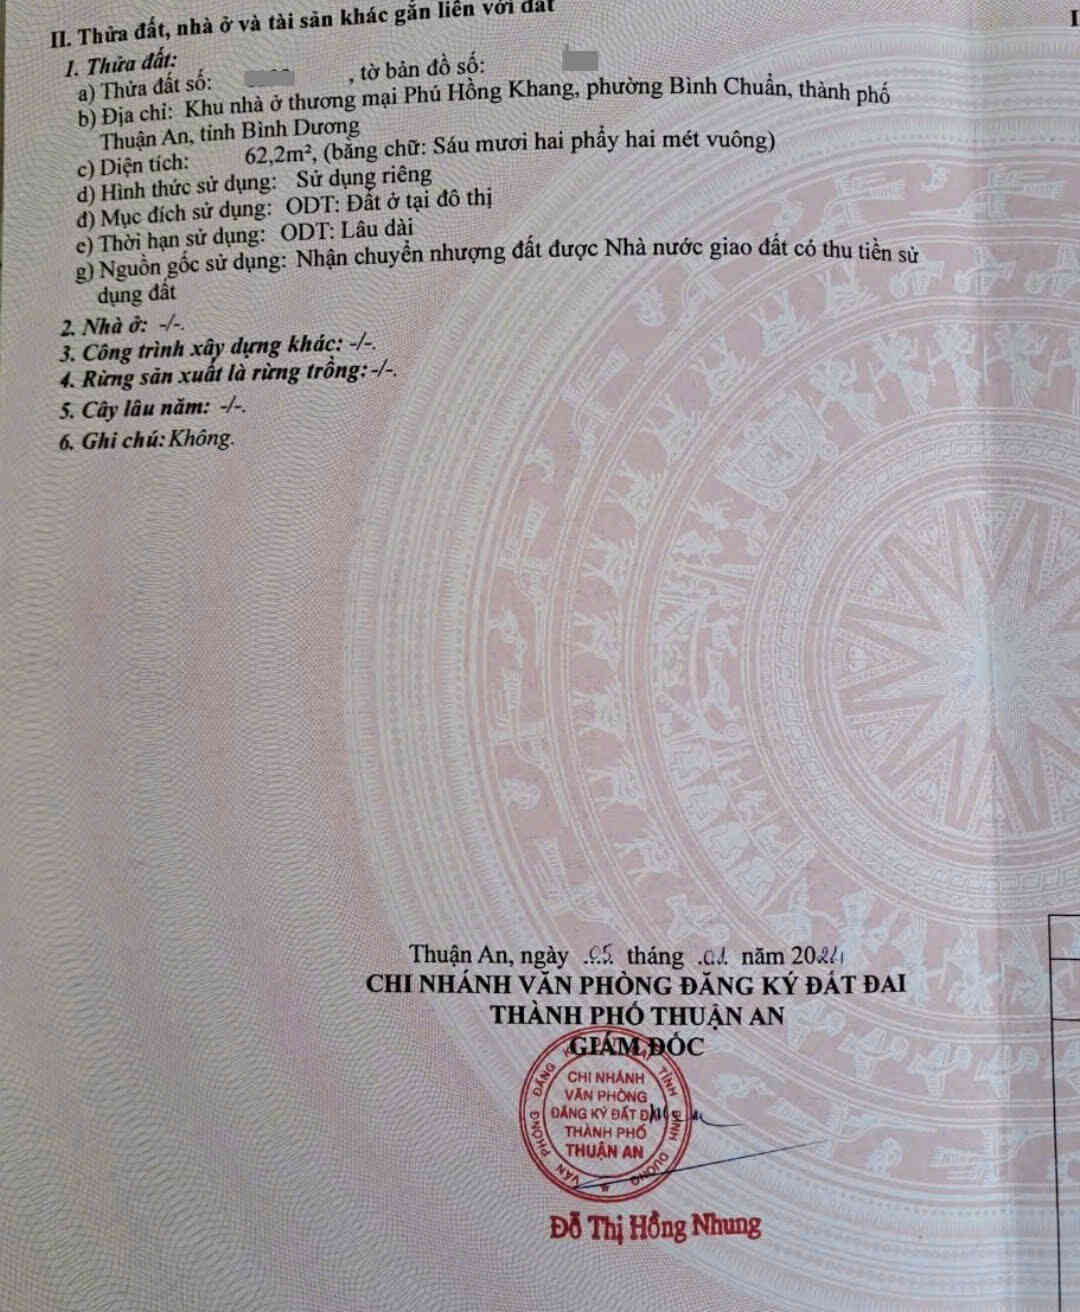 II. Thửa đất, nhà ở và tài sản khác gắn liền với đất
1. Thửa đất:
a) Thửa đất số: , tờ bản đồ số:
b) Địa chỉ: Khu nhà ở thương mại Phú Hồng Khang, phường Bình Chuẩn, thành phố
Thuận An, tỉnh Bình Dương
c) Diện tích: 62,2m², (bằng chữ: Sáu mươi hai phẩy hai mét vuông)
d) Hình thức sử dụng: Sử dụng riêng
đ) Mục đích sử dụng: ODT: Đất ở tại đô thị
e) Thời hạn sử dụng: ODT: Lâu dài
g) Nguồn gốc sử dụng: Nhận chuyển nhượng đất được Nhà nước giao đất có thu tiền sử
dụng đất
2. Nhà ở: -/-.
3. Công trình xây dựng khác: -/-.
4. Rừng sản xuất là rừng trồng: -/-.
5. Cây lâu năm: -/-.
6. Ghi chú: Không.
Thuận An, ngày 05 tháng năm 2024
CHI NHÁNH VĂN PHÒNG ĐĂNG KÝ ĐẤT ĐAI
THÀNH PHỐ THUẬN AN
GIÁM ĐỐC
VĂN PHÒNG ĐĂNG TỈNH BÌNH DƯƠNG
CHI NHÁNH
VĂN PHÒNG
ĐĂNG KÝ ĐẤT ĐAI
THÀNH PHỐ
THUẬN AN
Đỗ Thị Hồng Nhung